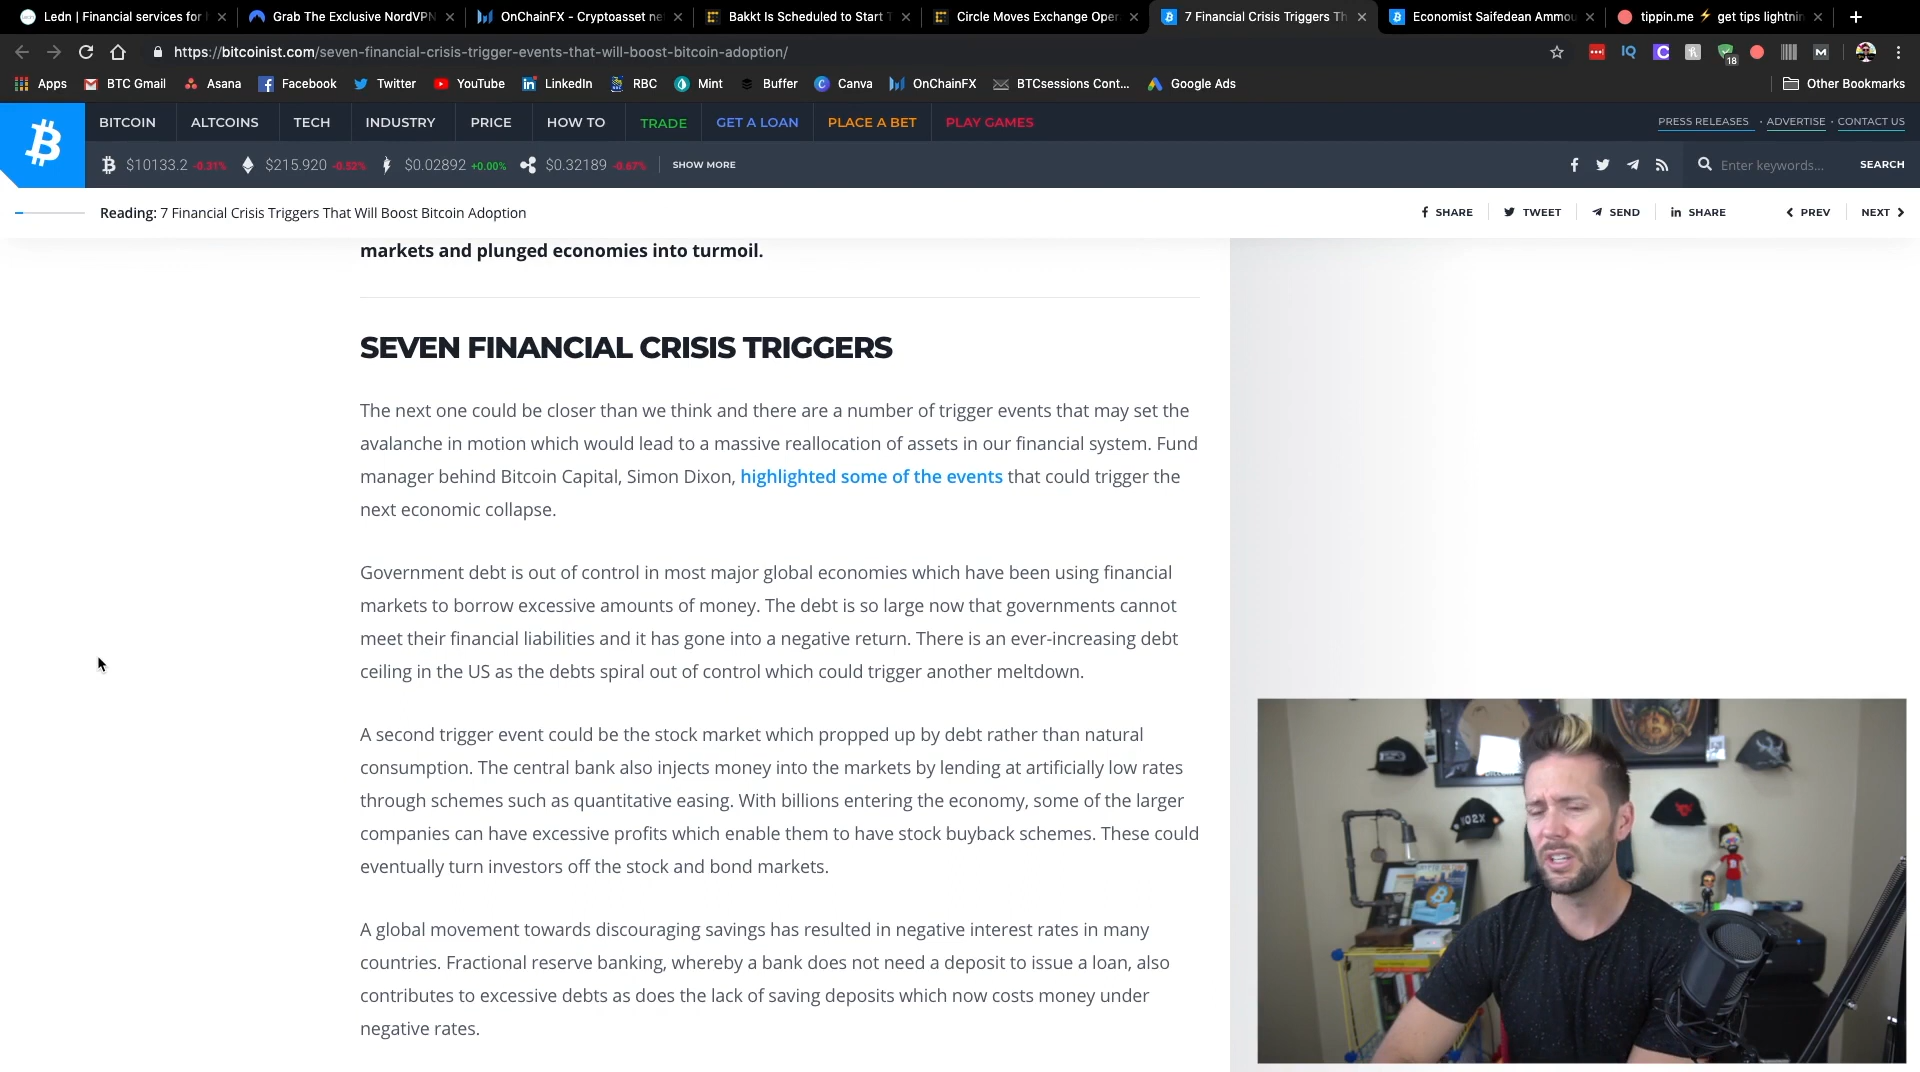 Ledn | Financial services for
Grab The Exclusive NordVPN
OnChainFX - Cryptoasset ne
Bakkt Is Scheduled to Start T
Circle Moves Exchange Oper
7 Financial Crisis Triggers Th
Economist Saifedean Ammou
tippin.me ⚡ get tips lightnin
https://bitcoinist.com/seven-financial-crisis-trigger-events-that-will-boost-bitcoin-adoption/
IQ
18
Apps
BTC Gmail
Asana
Facebook
Twitter
YouTube
LinkedIn
RBC
Mint
Buffer
Canva
OnChainFX
BTCsessions Cont...
Google Ads
Other Bookmarks
BITCOIN
ALTCOINS
TECH
INDUSTRY
PRICE
HOW TO
TRADE
GET A LOAN
PLACE A BET
PLAY GAMES
PRESS RELEASES · ADVERTISE · CONTACT US
$10133.2 -0.31%
$215.920 -0.52%
$0.02892 +0.00%
$0.32189 -0.67%
SHOW MORE
Enter keywords...
SEARCH
Reading: 7 Financial Crisis Triggers That Will Boost Bitcoin Adoption
SHARE
TWEET
SEND
SHARE
PREV
NEXT
markets and plunged economies into turmoil.
SEVEN FINANCIAL CRISIS TRIGGERS
The next one could be closer than we think and there are a number of trigger events that may set the
avalanche in motion which would lead to a massive reallocation of assets in our financial system. Fund
manager behind Bitcoin Capital, Simon Dixon, highlighted some of the events that could trigger the
next economic collapse.
Government debt is out of control in most major global economies which have been using financial
markets to borrow excessive amounts of money. The debt is so large now that governments cannot
meet their financial liabilities and it has gone into a negative return. There is an ever-increasing debt
ceiling in the US as the debts spiral out of control which could trigger another meltdown.
A second trigger event could be the stock market which propped up by debt rather than natural
consumption. The central bank also injects money into the markets by lending at artificially low rates
through schemes such as quantitative easing. With billions entering the economy, some of the larger
companies can have excessive profits which enable them to have stock buyback schemes. These could
eventually turn investors off the stock and bond markets.
A global movement towards discouraging savings has resulted in negative interest rates in many
countries. Fractional reserve banking, whereby a bank does not need a deposit to issue a loan, also
contributes to excessive debts as does the lack of saving deposits which now costs money under
negative rates.
NO2X